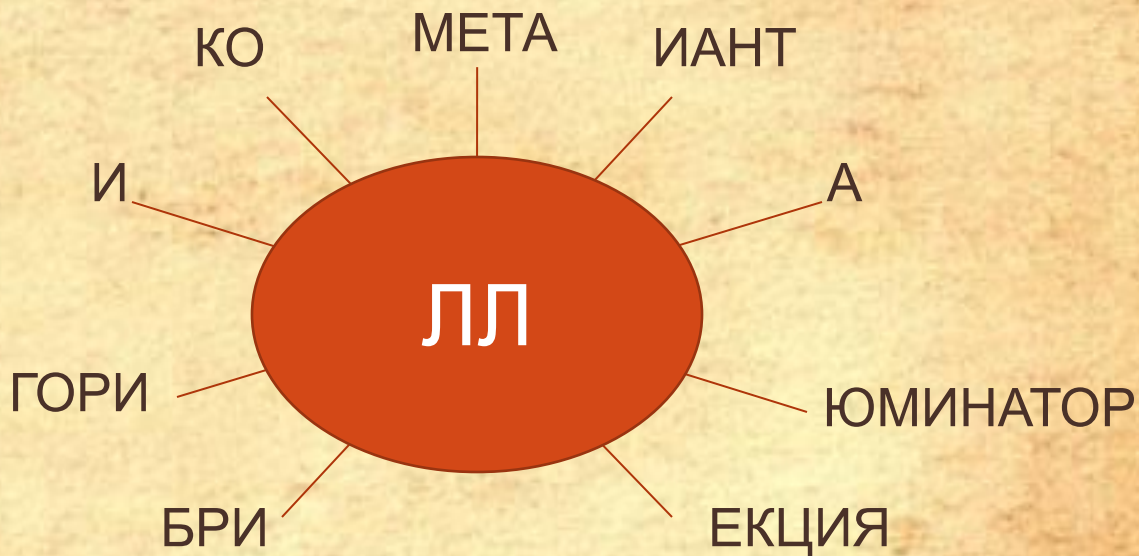 КО
МЕТА
ИАНТ
И
А
ЛЛ
ГОРИ
ЮМИНАТОР
БРИ
ЕКЦИЯ